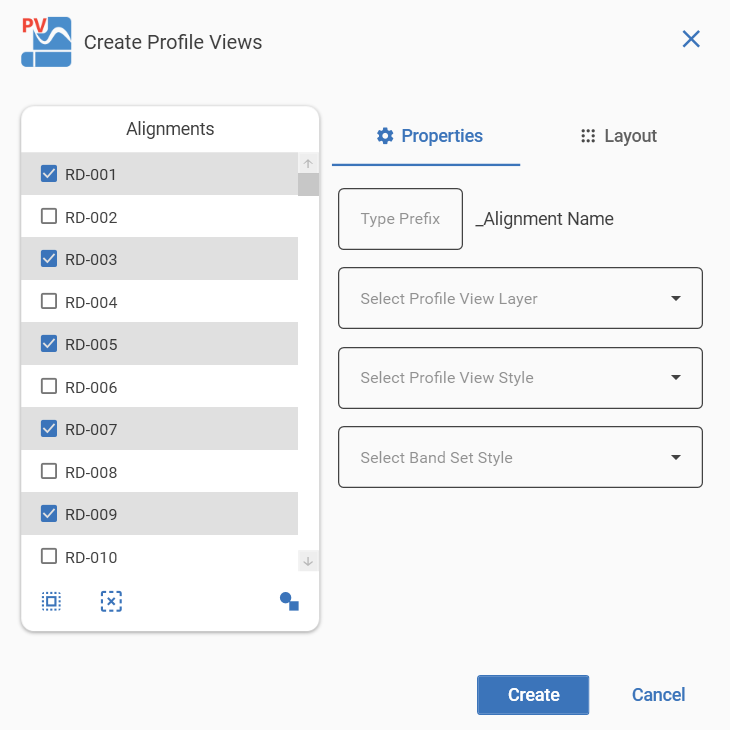 PV
Create Profile Views
Alignments
RD-001
RD-002
RD-003
RD-004
RD-005
RD-006
RD-007
RD-008
RD-009
RD-010
Properties
Layout
Type Prefix
_Alignment Name
Select Profile View Layer
Select Profile View Style
Select Band Set Style
Create
Cancel